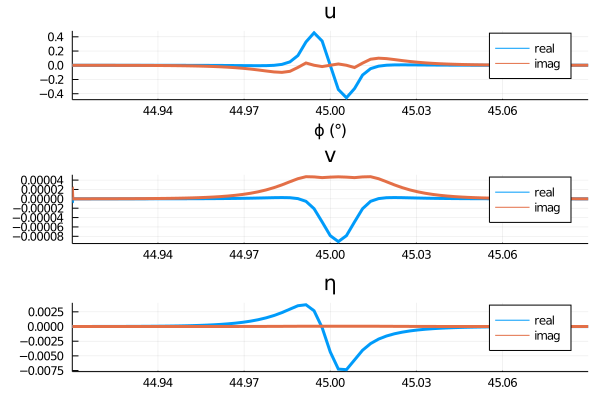 u
0.4
0.2
0.0
−0.2
−0.4
real
imag
44.94 44.97 45.00 45.03 45.06
ϕ (°)
v
0.00004
0.00002
0.00000
−0.00002
−0.00004
−0.00006
−0.00008
real
imag
44.94 44.97 45.00 45.03 45.06
η
0.0025
0.0000
−0.0025
−0.0050
−0.0075
real
imag
44.94 44.97 45.00 45.03 45.06